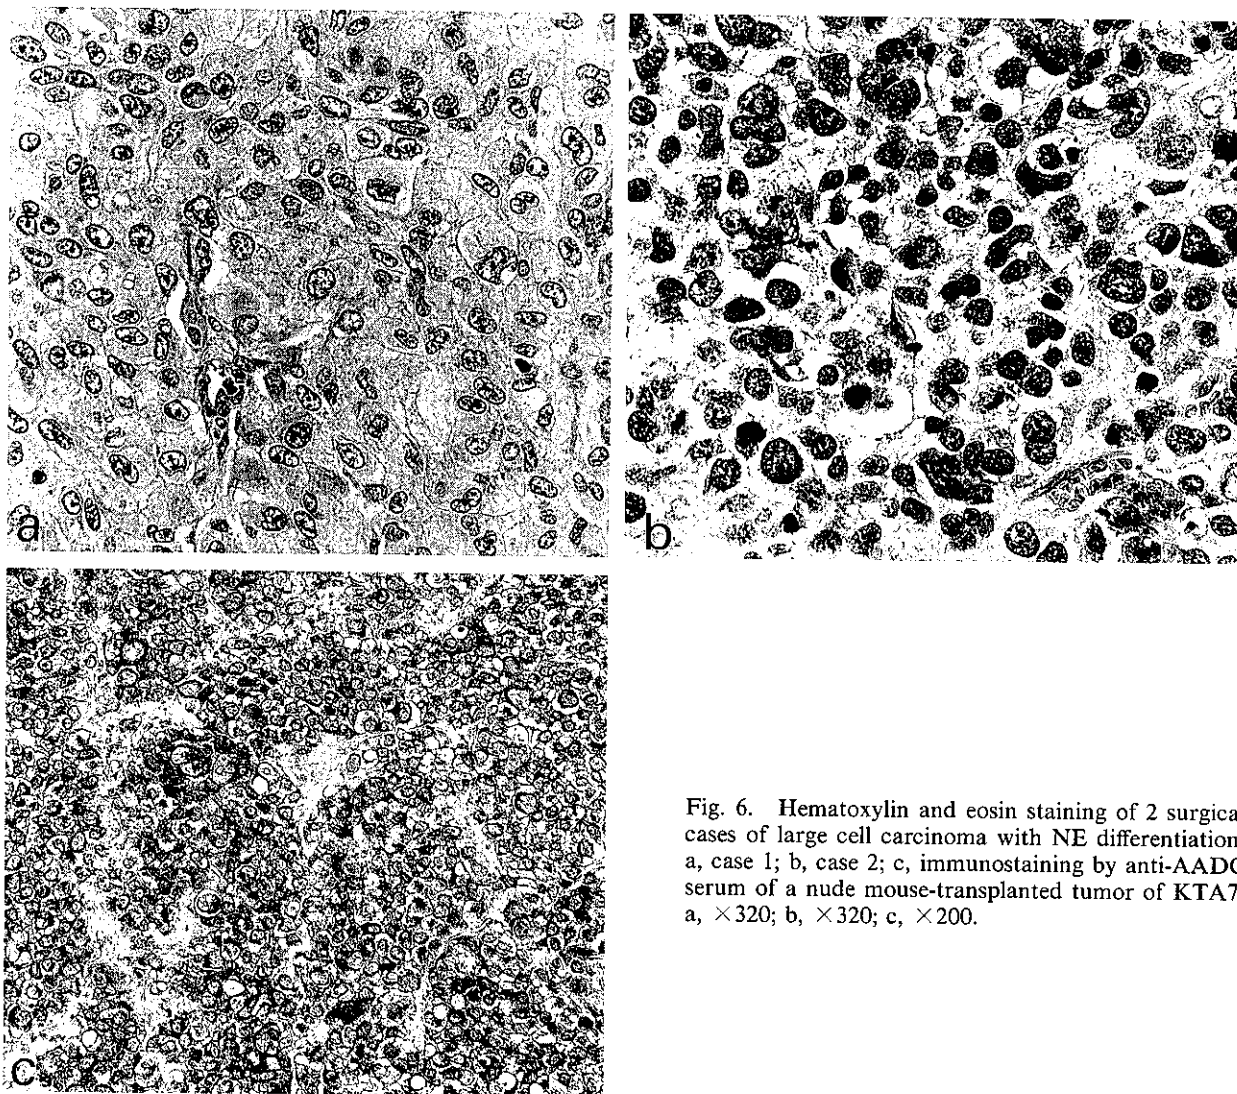 a
b
c
Fig. 6. Hematoxylin and eosin staining of 2 surgica
cases of large cell carcinoma with NE differentiation
a, case 1; b, case 2; c, immunostaining by anti-AADC
serum of a nude mouse-transplanted tumor of KTA7
a, ×320; b, ×320; c, ×200.